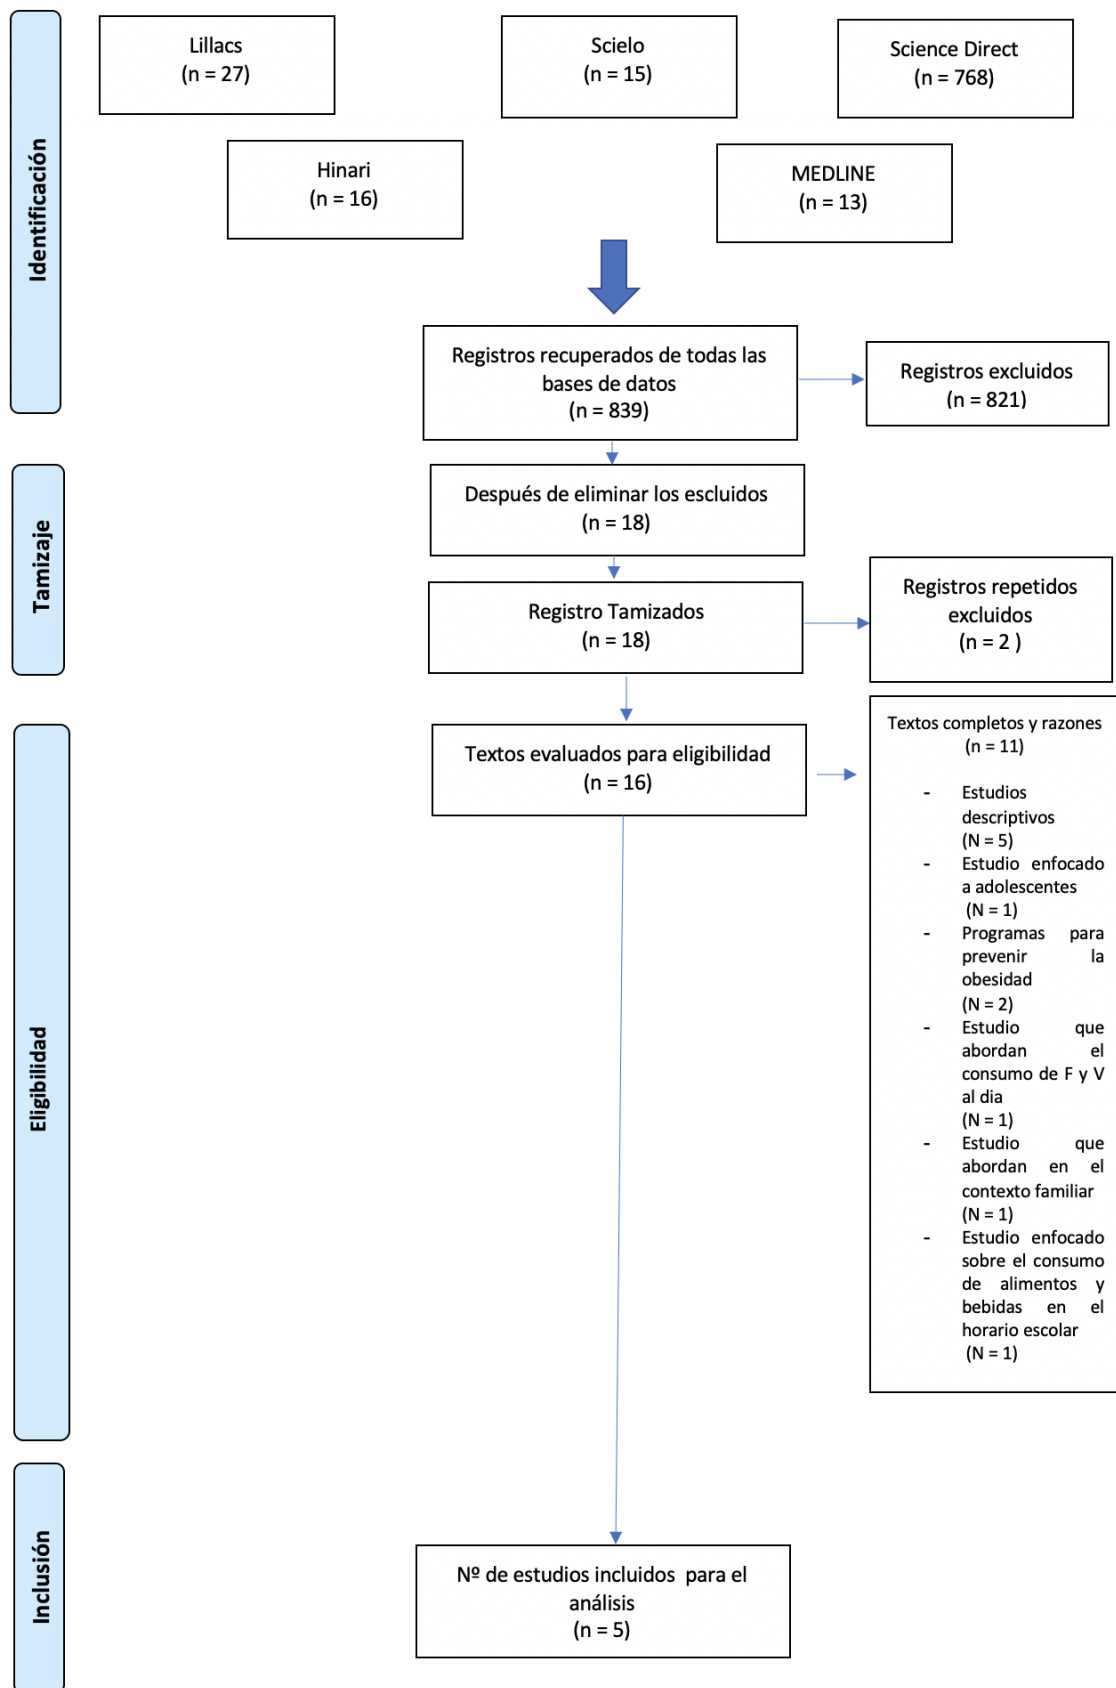 Identificación
Lillacs
(n = 27)
Scielo
(n = 15)
Science Direct
(n = 768)
Hinari
(n = 16)
MEDLINE
(n = 13)
Registros recuperados de todas las
bases de datos
(n = 839)
Registros excluidos
(n = 821)
Tamizaje
Después de eliminar los escluidos
(n = 18)
Registro Tamizados
(n = 18)
Registros repetidos
excluidos
(n = 2 )
Eligibilidad
Textos evaluados para eligibilidad
(n = 16)
Textos completos y razones
(n = 11)
- Estudios
descriptivos
(N = 5)
- Estudio enfocado
a adolescentes
(N = 1)
- Programas para
prevenir la
obesidad
(N = 2)
- Estudio que
abordan el
consumo de F y V
al dia
(N = 1)
- Estudio que
abordan en el
contexto familiar
(N = 1)
- Estudio enfocado
sobre el consumo
de alimentos y
bebidas en el
horario escolar
(N = 1)
Inclusión
Nº de estudios incluidos para el
análisis
(n = 5)